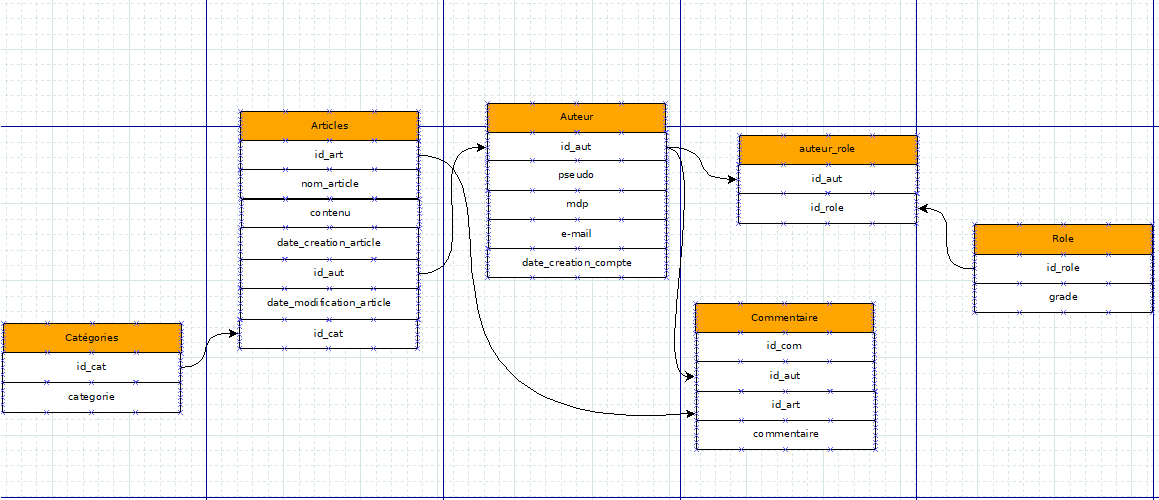 Articles
id_art
nom_article
contenu
date_creation_article
id_aut
date_modification_article
id_cat
Catégories
id_cat
categorie
Auteur
id_aut
pseudo
mdp
e-mail
date_creation_compte
auteur_role
id_aut
id_role
Role
id_role
grade
Commentaire
id_com
id_aut
id_art
commentaire